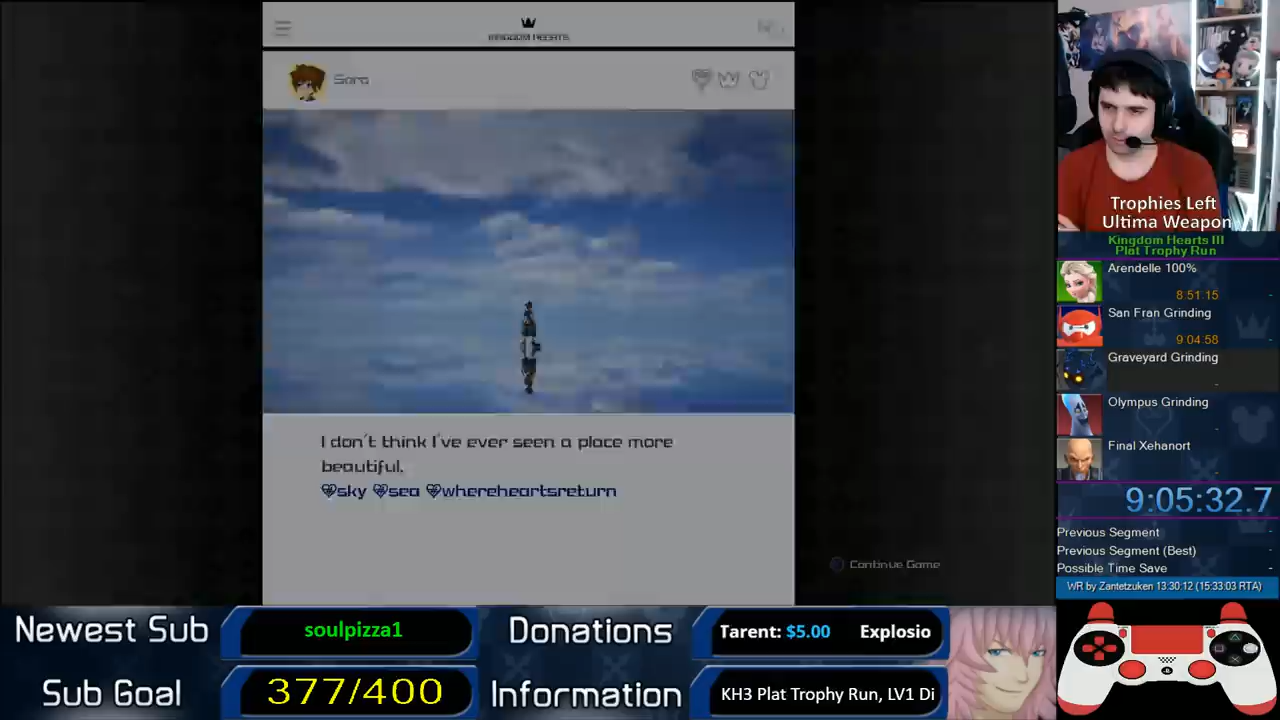 KINGDOM HEARTS
Sora
I don't think I've ever seen a place more
beautiful.
sky sea whereheartsreturn
Continue Game
Trophies Left
Ultima Weapon
Kingdom Hearts III
Plat Trophy Run
Arendelle 100%
8:51:15 -
San Fran Grinding
9:04:58 -
Graveyard Grinding
-
Olympus Grinding
-
Final Xehanort
-
9:05:32.7
Previous Segment -
Previous Segment (Best) -
Possible Time Save -
WR by Zantetzuken 13:30:12 (15:33:03 RTA)
Newest Sub
soulpizza1
Donations
Tarent: $5.00 Explosio
Sub Goal
377/400
Information
KH3 Plat Trophy Run, LV1 Di